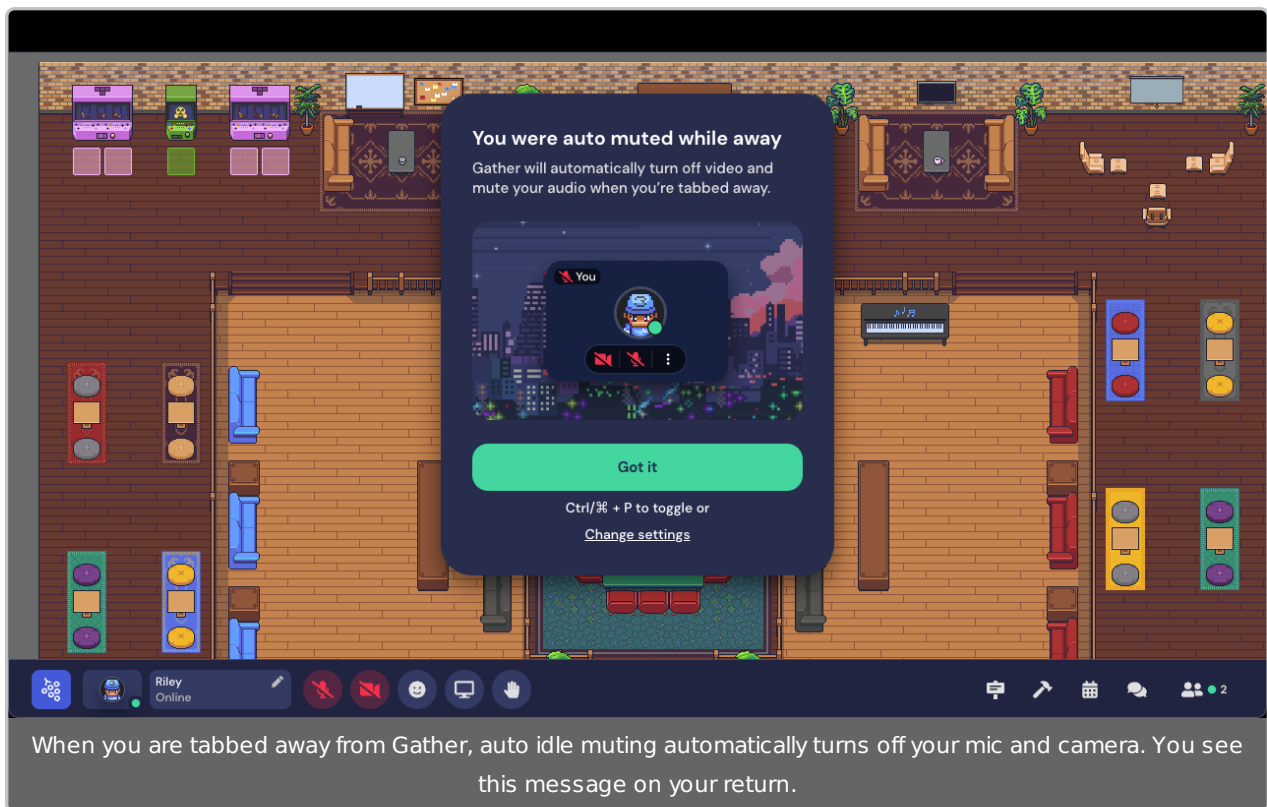 You were auto muted while away
Gather will automatically turn off video and
mute your audio when you’re tabbed away.
You
Got it
Ctrl/⌘ + P to toggle or
Change settings
Riley
Online
2
When you are tabbed away from Gather, auto idle muting automatically turns off your mic and camera. You see
this message on your return.